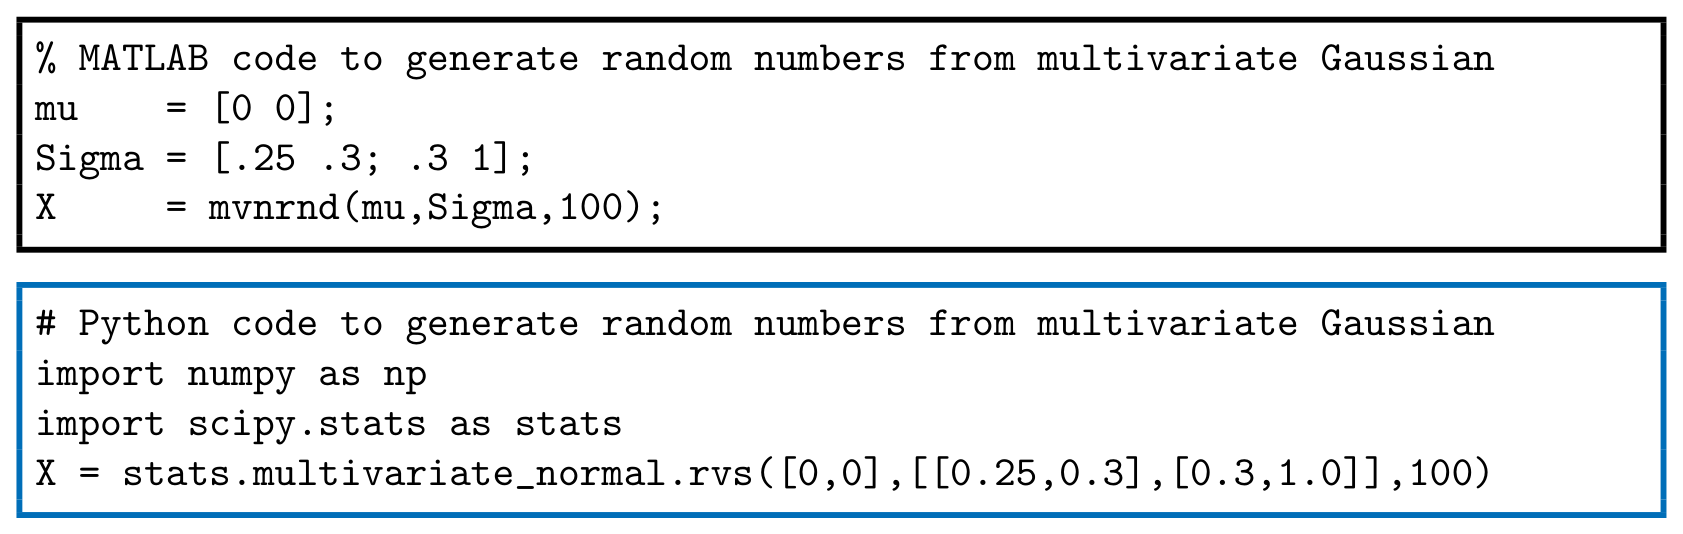 % MATLAB code to generate random numbers from multivariate Gaussian
mu    = [0 0];
Sigma = [.25 .3; .3 1];
X     = mvnrnd(mu,Sigma,100);
# Python code to generate random numbers from multivariate Gaussian
import numpy as np
import scipy.stats as stats
X = stats.multivariate_normal.rvs([0,0],[[0.25,0.3],[0.3,1.0]],100)